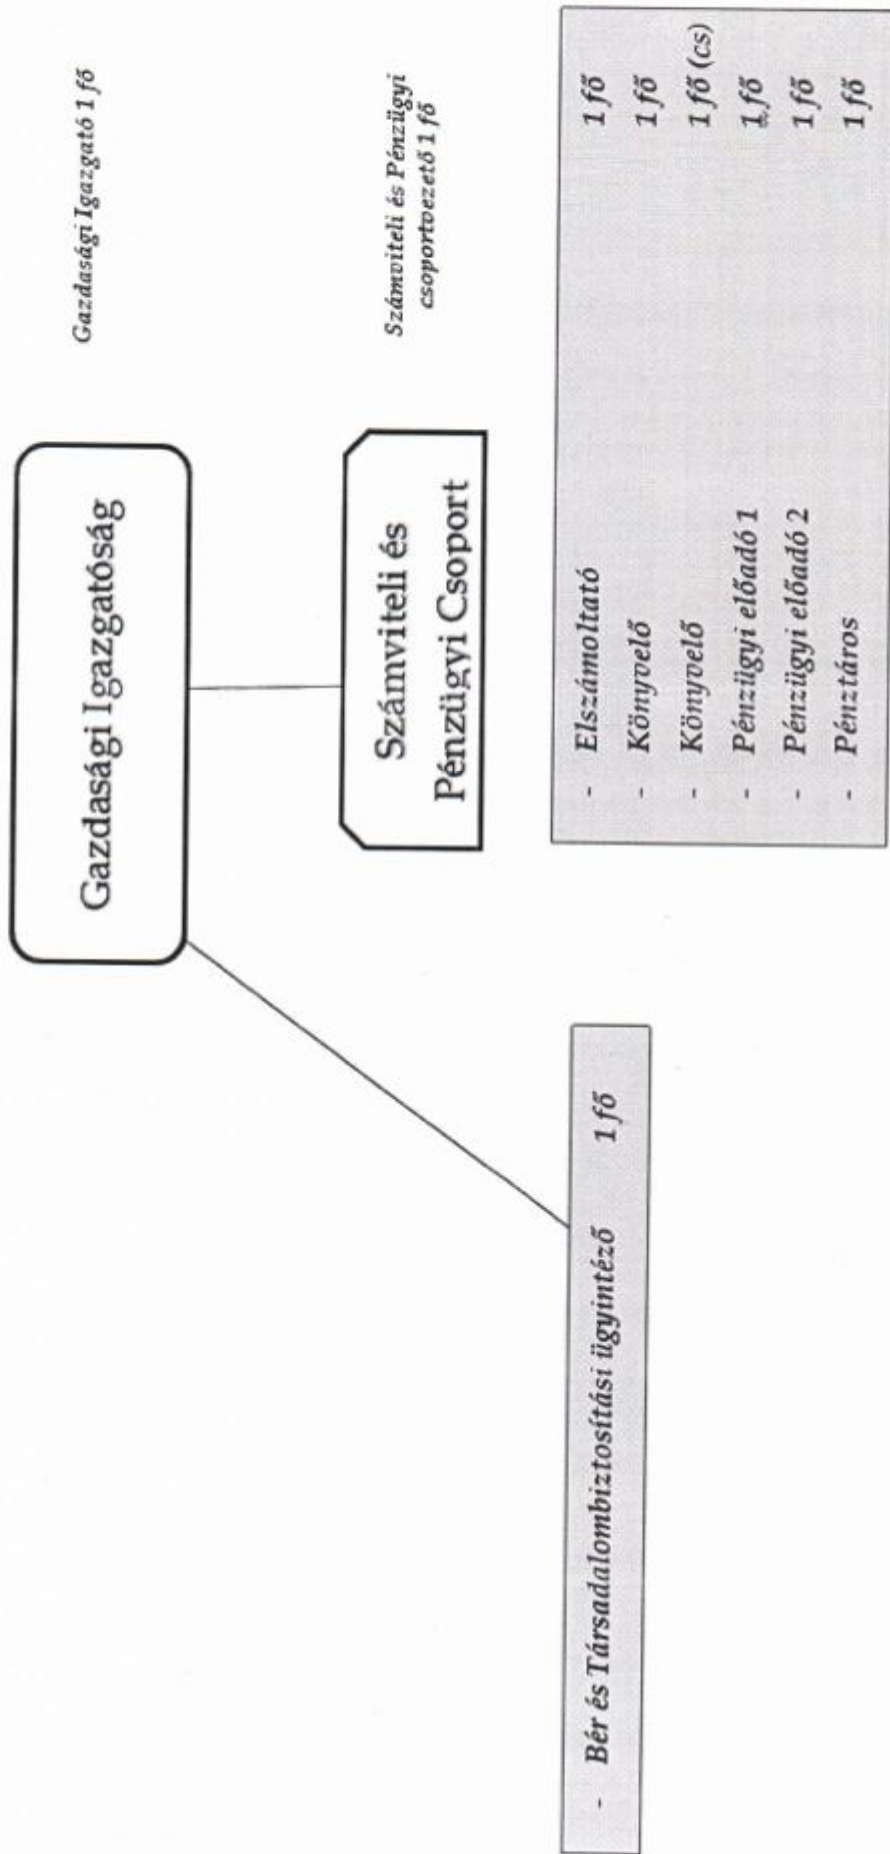 Gazdasági Igazgatóság
Gazdasági Igazgató 1 fő
Számviteli és
Pénzügyi Csoport
Számviteli és Pénzügyi
csoportvezető 1 fő
- Bér és Társadalombiztosítási ügyintéző 1 fő
- Elszámoltató 1 fő
- Könyvelő 1 fő
- Könyvelő 1 fő (cs)
- Pénzügyi előadó 1 1 fő
- Pénzügyi előadó 2 1 fő
- Pénztáros 1 fő